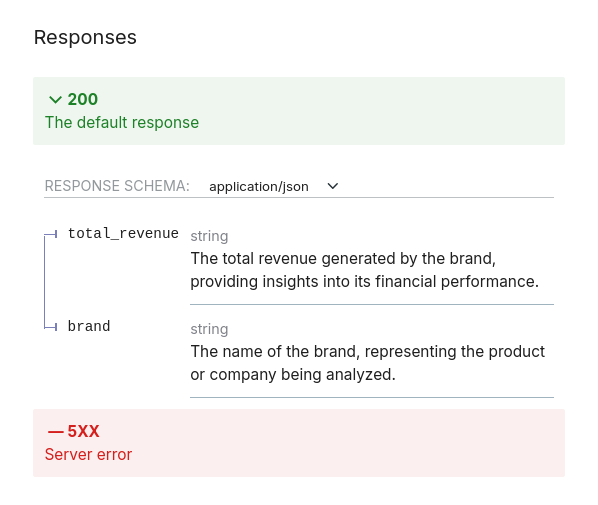 Responses
200
The default response
RESPONSE SCHEMA: application/json
total_revenue string
The total revenue generated by the brand,
providing insights into its financial performance.
brand string
The name of the brand, representing the product
or company being analyzed.
5XX
Server error